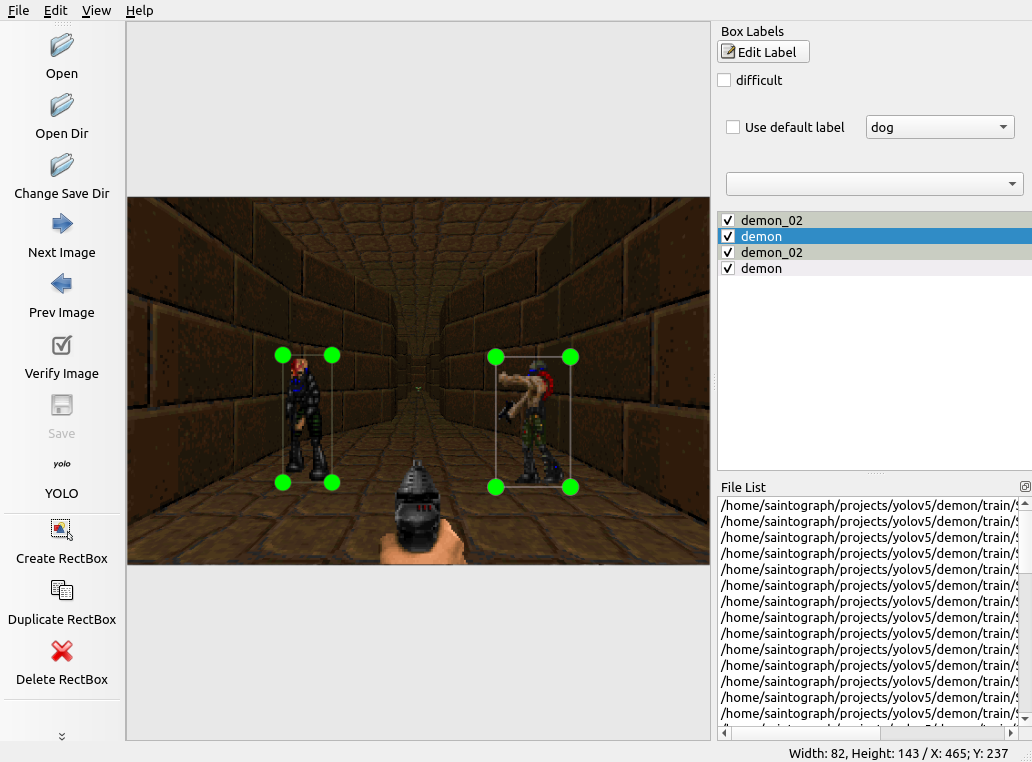 File Edit View Help
Open
Open Dir
Change Save Dir
Next Image
Prev Image
Verify Image
Save
yolo
YOLO
Create RectBox
Duplicate RectBox
Delete RectBox
Box Labels
Edit Label
difficult
Use default label dog
demon_02
demon
demon_02
demon
File List
/home/saintograph/projects/yolov5/demon/train/S
/home/saintograph/projects/yolov5/demon/train/S
/home/saintograph/projects/yolov5/demon/train/S
/home/saintograph/projects/yolov5/demon/train/S
/home/saintograph/projects/yolov5/demon/train/S
/home/saintograph/projects/yolov5/demon/train/S
/home/saintograph/projects/yolov5/demon/train/S
/home/saintograph/projects/yolov5/demon/train/S
/home/saintograph/projects/yolov5/demon/train/S
/home/saintograph/projects/yolov5/demon/train/S
/home/saintograph/projects/yolov5/demon/train/S
/home/saintograph/projects/yolov5/demon/train/S
/home/saintograph/projects/yolov5/demon/train/S
/home/saintograph/projects/yolov5/demon/train/S
Width: 82, Height: 143 / X: 465; Y: 237